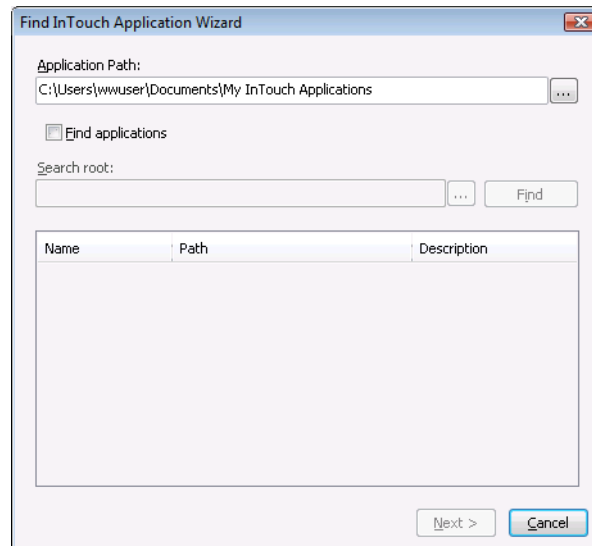 Find InTouch Application Wizard
Application Path:
C:\Users\wwuser\Documents\My InTouch Applications
...
Find applications
Search root:
... Find
Name Path Description
Next > Cancel